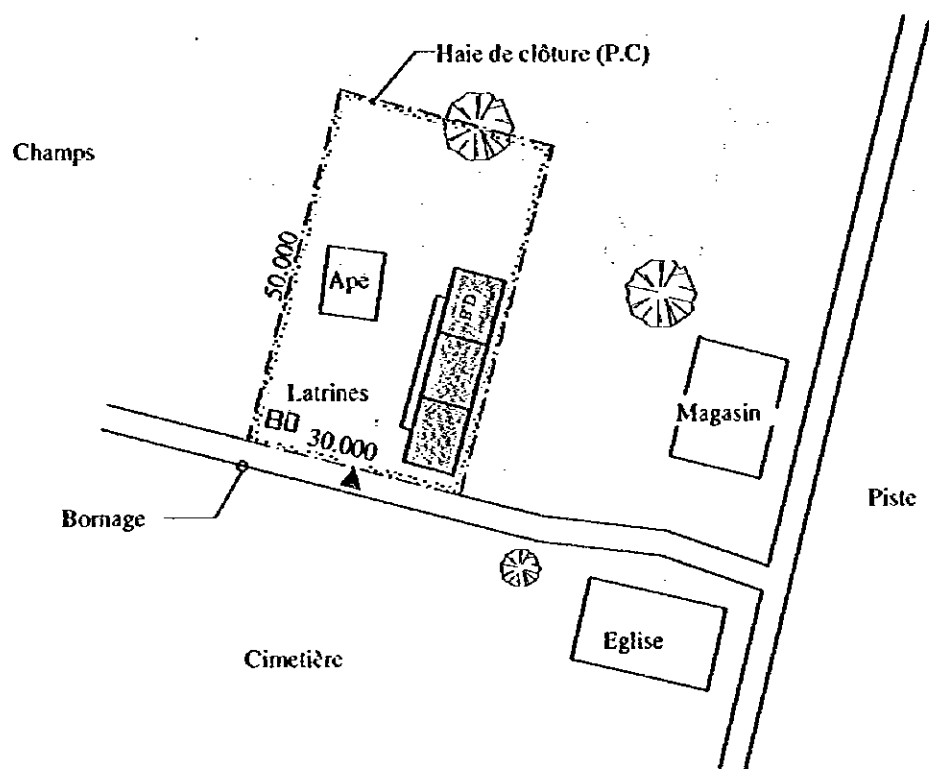 Haie de clôture (P.C)
Champs
50.000
Apé
B'D
Latrines
30.000
Magasin
Bornage
Piste
Eglise
Cimetière